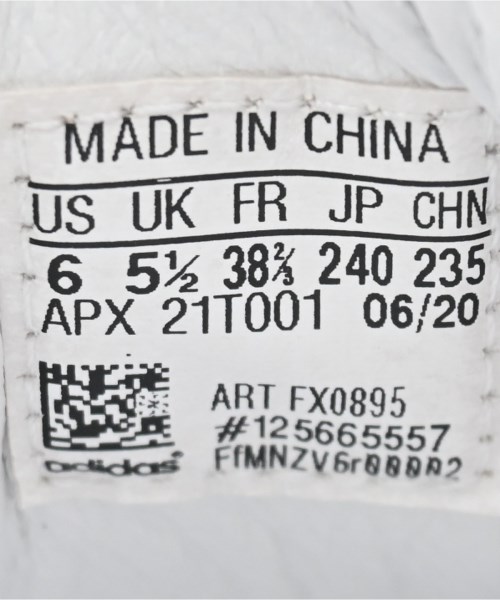 MADE IN CHINA
US UK FR JP CHN
6 5½ 38⅔ 240 235
APX 21T001 06/20
ART FX0895
#125665557
adidas